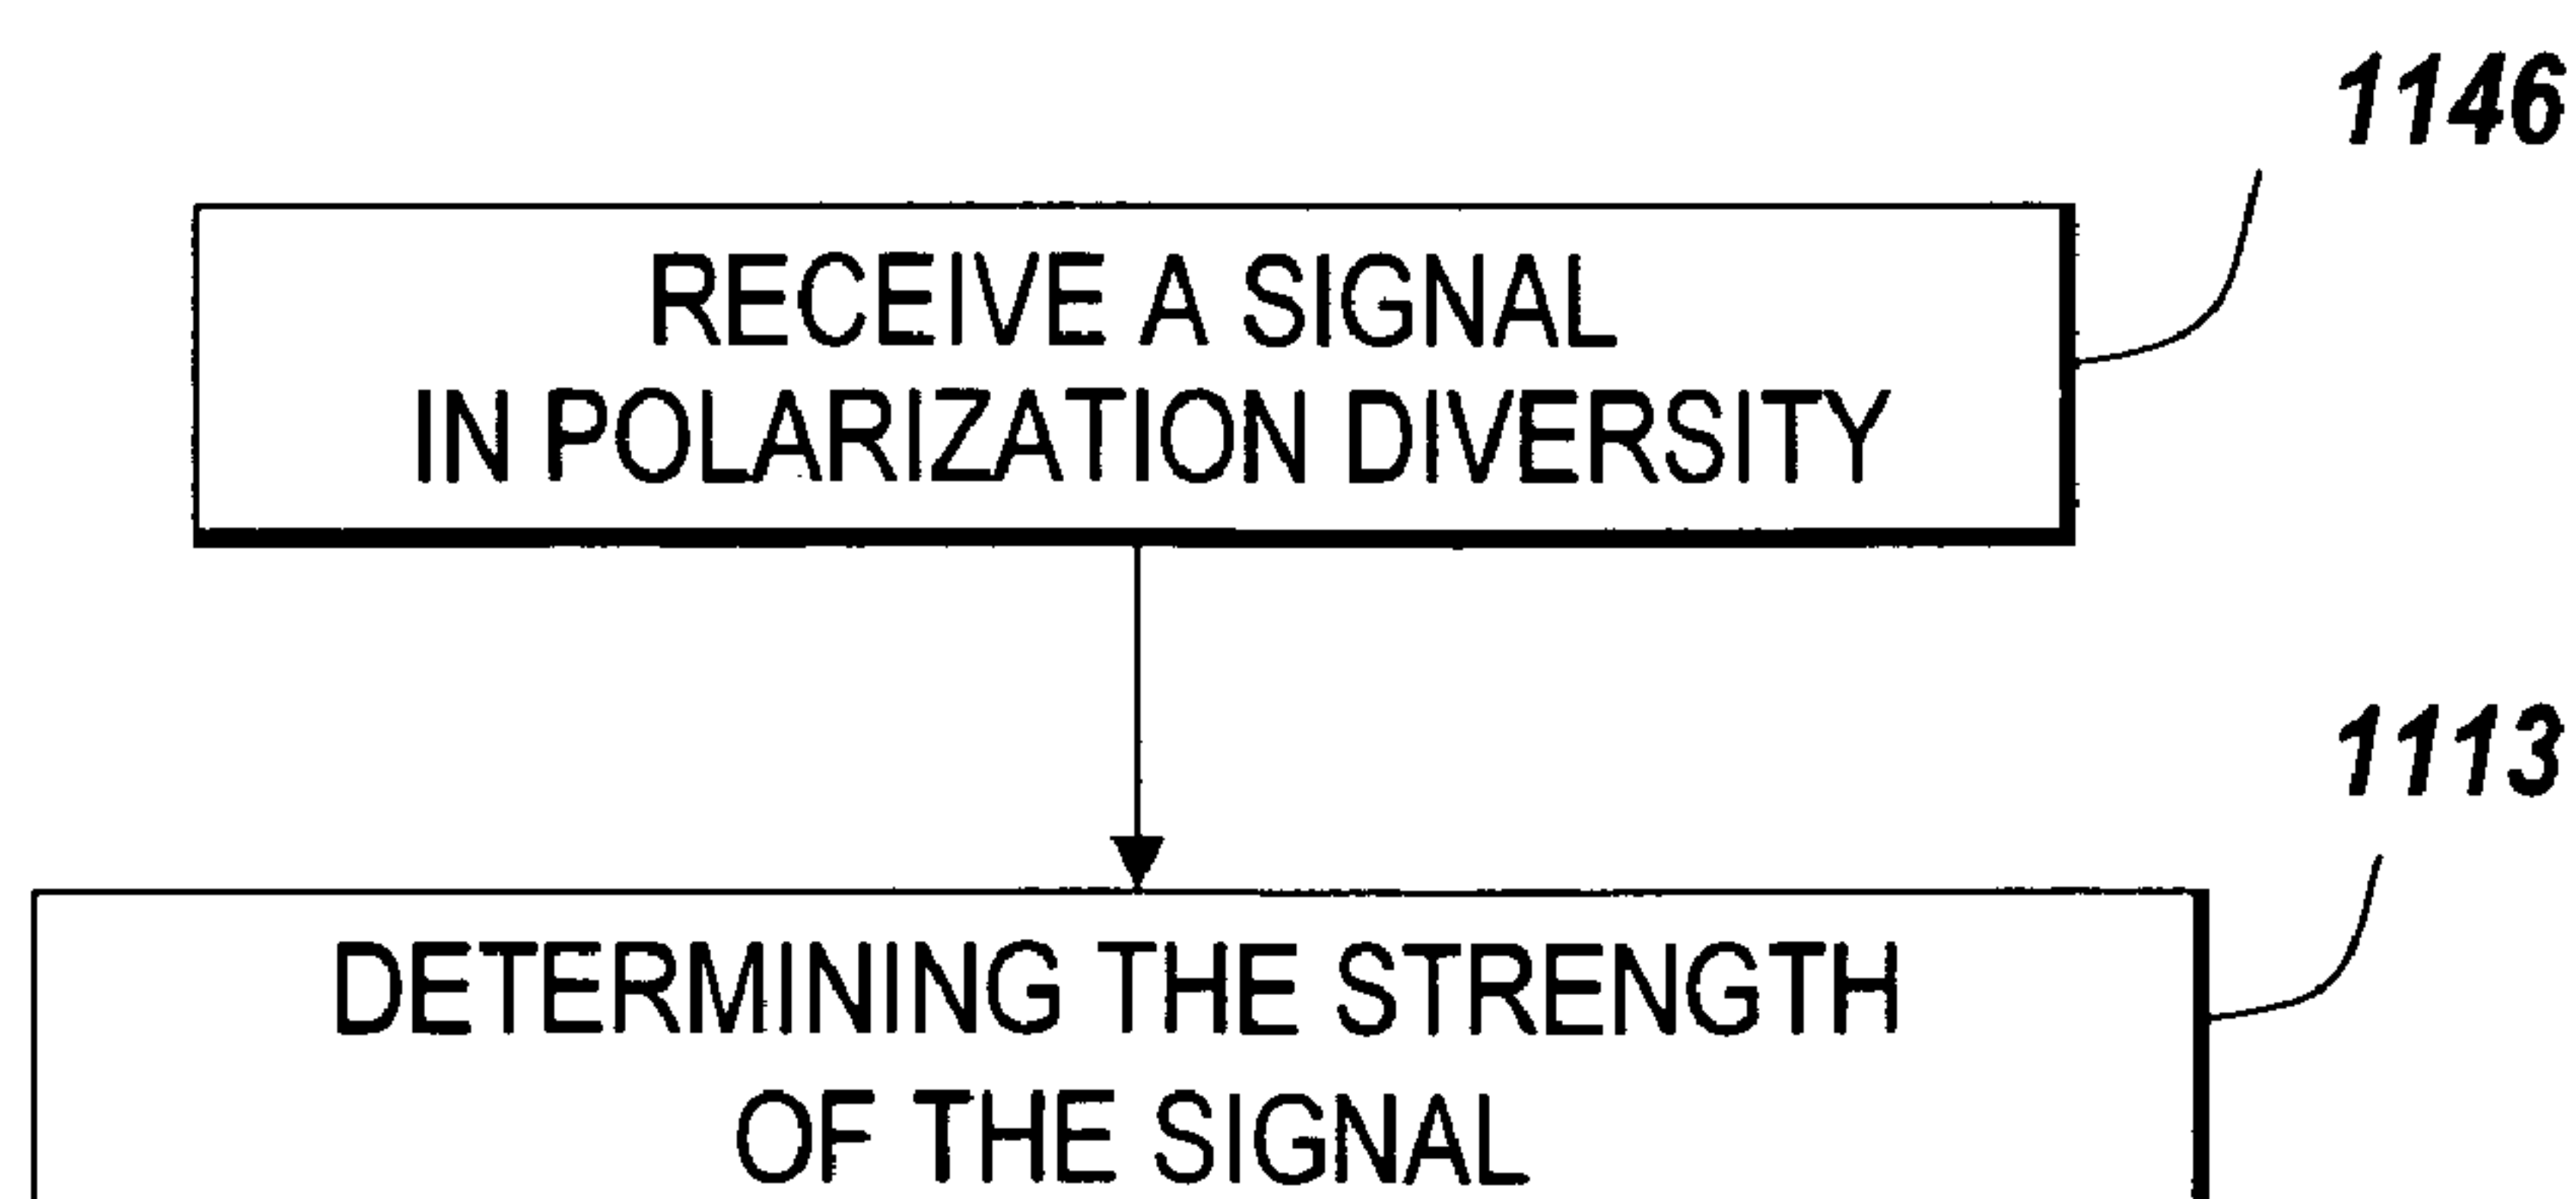 1146
RECEIVE A SIGNAL
IN POLARIZATION DIVERSITY
1113
DETERMINING THE STRENGTH
OF THE SIGNAL